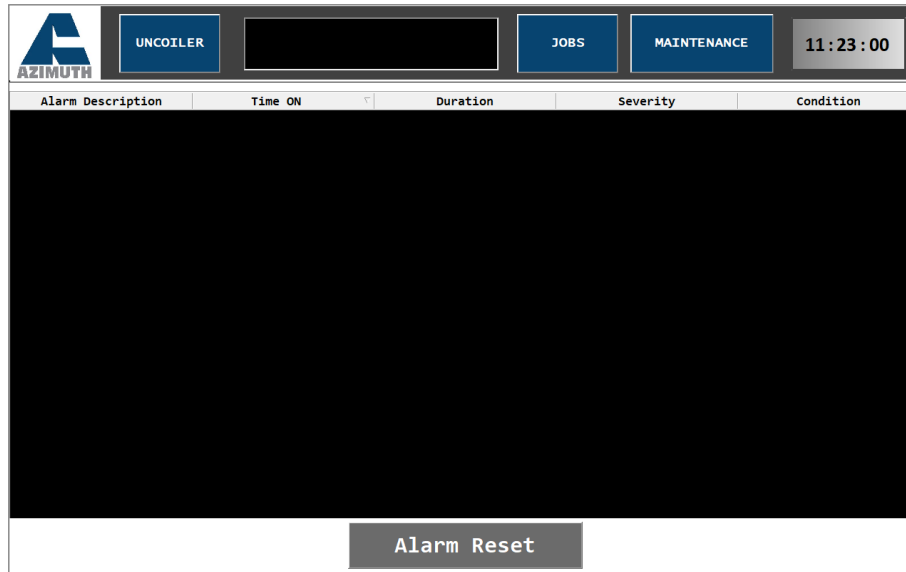 AZIMUTH
UNCOILER
JOBS
MAINTENANCE
11:23:00
Alarm Description Time ON Duration Severity Condition
Alarm Reset